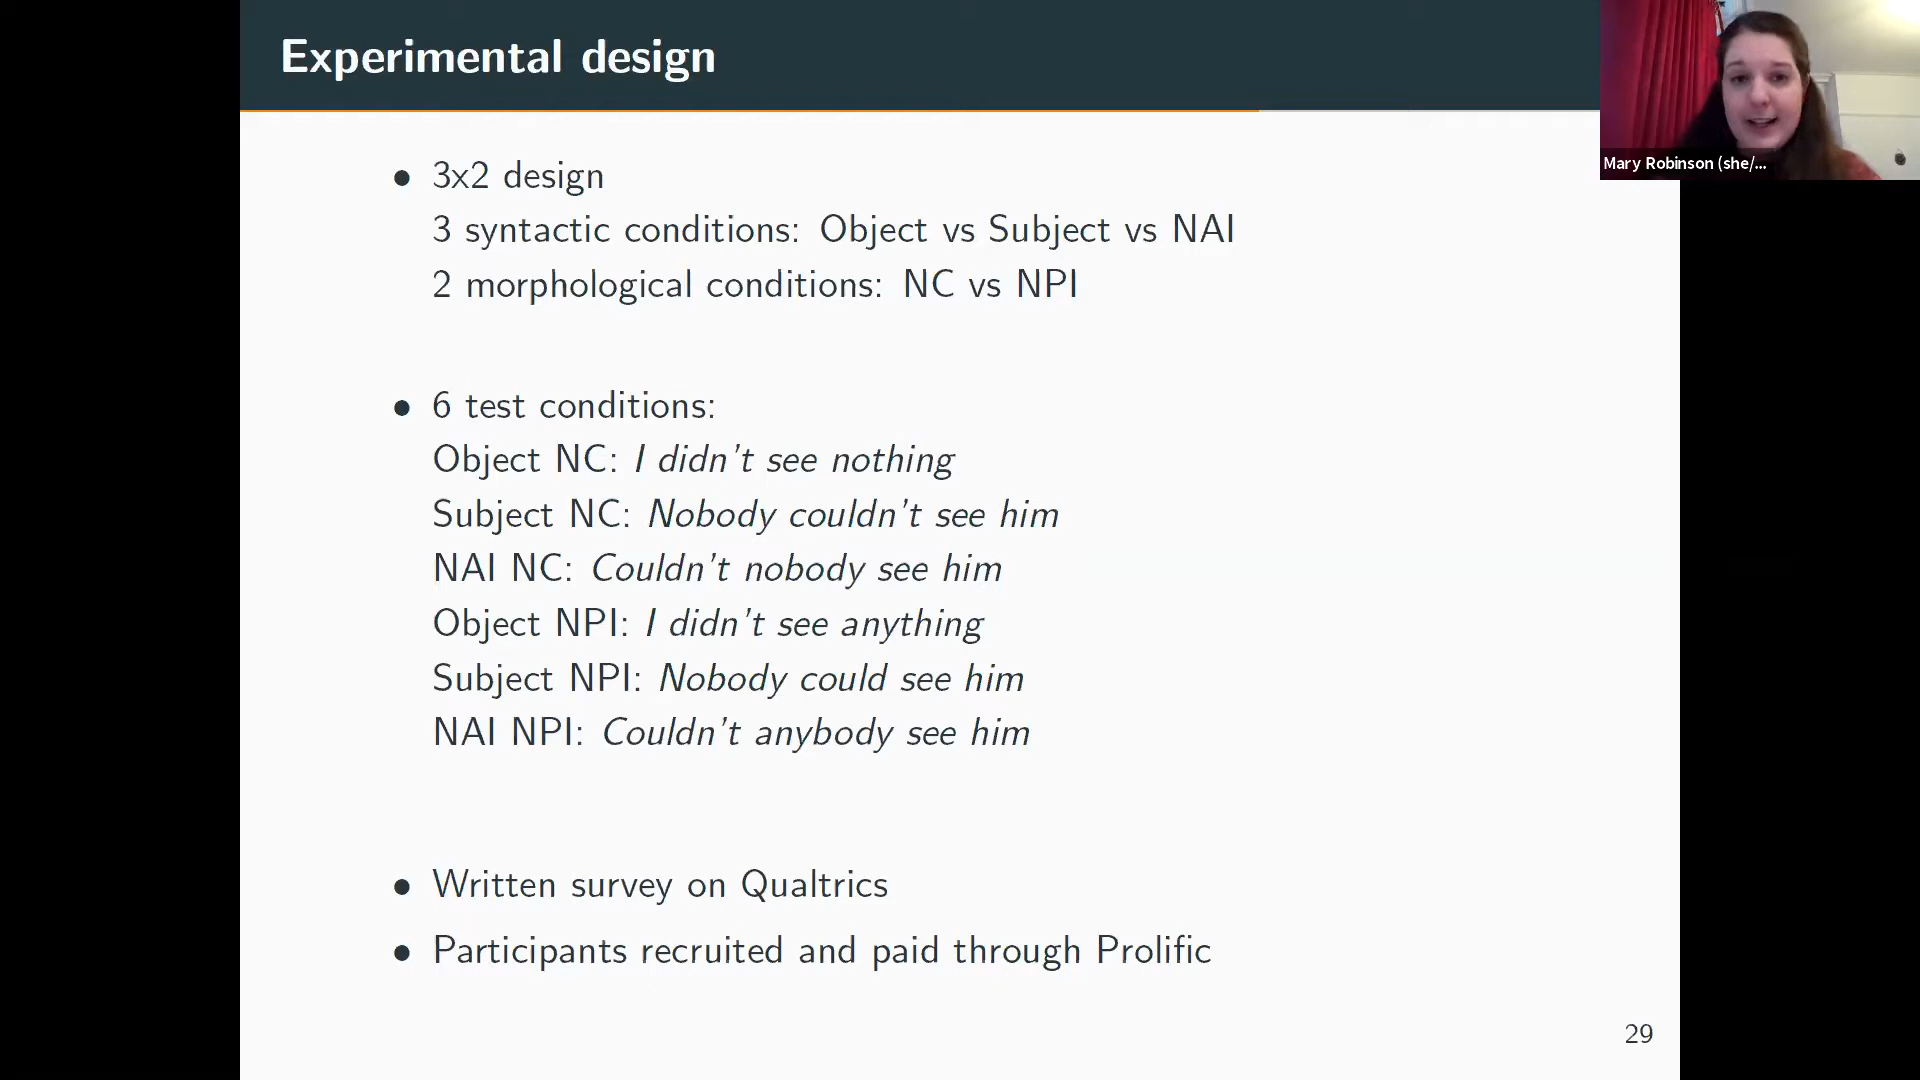 Experimental design
Mary Robinson (she/...
• 3x2 design
3 syntactic conditions: Object vs Subject vs NAI
2 morphological conditions: NC vs NPI
• 6 test conditions:
Object NC: I didn't see nothing
Subject NC: Nobody couldn't see him
NAI NC: Couldn't nobody see him
Object NPI: I didn't see anything
Subject NPI: Nobody could see him
NAI NPI: Couldn't anybody see him
• Written survey on Qualtrics
• Participants recruited and paid through Prolific
29